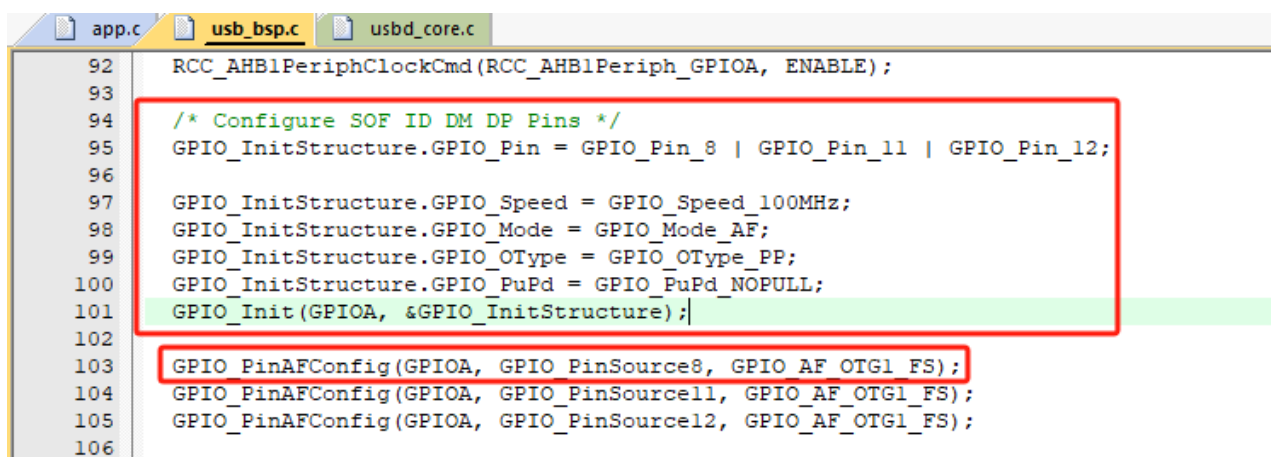 app.c usb_bsp.c usbd_core.c
92 RCC_AHB1PeriphClockCmd(RCC_AHB1Periph_GPIOA, ENABLE);
93
94 /* Configure SOF ID DM DP Pins */
95 GPIO_InitStructure.GPIO_Pin = GPIO_Pin_8 | GPIO_Pin_11 | GPIO_Pin_12;
96
97 GPIO_InitStructure.GPIO_Speed = GPIO_Speed_100MHz;
98 GPIO_InitStructure.GPIO_Mode = GPIO_Mode_AF;
99 GPIO_InitStructure.GPIO_OType = GPIO_OType_PP;
100 GPIO_InitStructure.GPIO_PuPd = GPIO_PuPd_NOPULL;
101 GPIO_Init(GPIOA, &GPIO_InitStructure);
102
103 GPIO_PinAFConfig(GPIOA, GPIO_PinSource8, GPIO_AF_OTG1_FS);
104 GPIO_PinAFConfig(GPIOA, GPIO_PinSource11, GPIO_AF_OTG1_FS);
105 GPIO_PinAFConfig(GPIOA, GPIO_PinSource12, GPIO_AF_OTG1_FS);
106